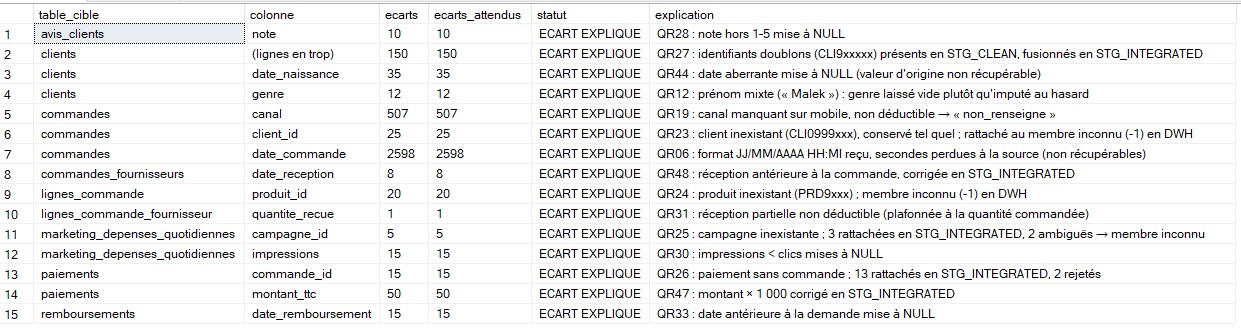 table_cible colonne ecarts ecarts_attendus statut explication
1 avis_clients note 10 10 ECART EXPLIQUE QR28 : note hors 1-5 mise à NULL
2 clients (lignes en trop) 150 150 ECART EXPLIQUE QR27 : identifiants doublons (CLI9xxxxx) présents en STG_CLEAN, fusionnés en STG_INTEGRATED
3 clients date_naissance 35 35 ECART EXPLIQUE QR44 : date aberrante mise à NULL (valeur d'origine non récupérable)
4 clients genre 12 12 ECART EXPLIQUE QR12 : prénom mixte (« Malek ») : genre laissé vide plutôt qu'imputé au hasard
5 commandes canal 507 507 ECART EXPLIQUE QR19 : canal manquant sur mobile, non déductible → « non_renseigne »
6 commandes client_id 25 25 ECART EXPLIQUE QR23 : client inexistant (CLI0999xxx), conservé tel quel ; rattaché au membre inconnu (-1) en DWH
7 commandes date_commande 2598 2598 ECART EXPLIQUE QR06 : format JJ/MM/AAAA HH:MI reçu, secondes perdues à la source (non récupérables)
8 commandes_fournisseurs date_reception 8 8 ECART EXPLIQUE QR48 : réception antérieure à la commande, corrigée en STG_INTEGRATED
9 lignes_commande produit_id 20 20 ECART EXPLIQUE QR24 : produit inexistant (PRD9xxx) ; membre inconnu (-1) en DWH
10 lignes_commande_fournisseur quantite_recue 1 1 ECART EXPLIQUE QR31 : réception partielle non déductible (plafonnée à la quantité commandée)
11 marketing_depenses_quotidiennes campagne_id 5 5 ECART EXPLIQUE QR25 : campagne inexistante ; 3 rattachées en STG_INTEGRATED, 2 ambiguës → membre inconnu
12 marketing_depenses_quotidiennes impressions 15 15 ECART EXPLIQUE QR30 : impressions < clics mises à NULL
13 paiements commande_id 15 15 ECART EXPLIQUE QR26 : paiement sans commande ; 13 rattachés en STG_INTEGRATED, 2 rejetés
14 paiements montant_ttc 50 50 ECART EXPLIQUE QR47 : montant × 1 000 corrigé en STG_INTEGRATED
15 remboursements date_remboursement 15 15 ECART EXPLIQUE QR33 : date antérieure à la demande mise à NULL